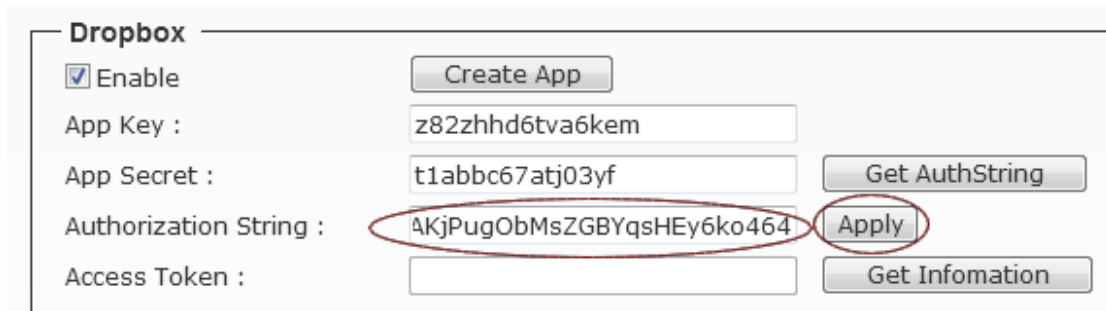 Dropbox
Enable Create App
App Key : z82zhhd6tva6kem
App Secret : t1abbc67atj03yf Get AuthString
Authorization String : AKjPugObMsZGBYqsHEy6ko464 Apply
Access Token : Get Infomation